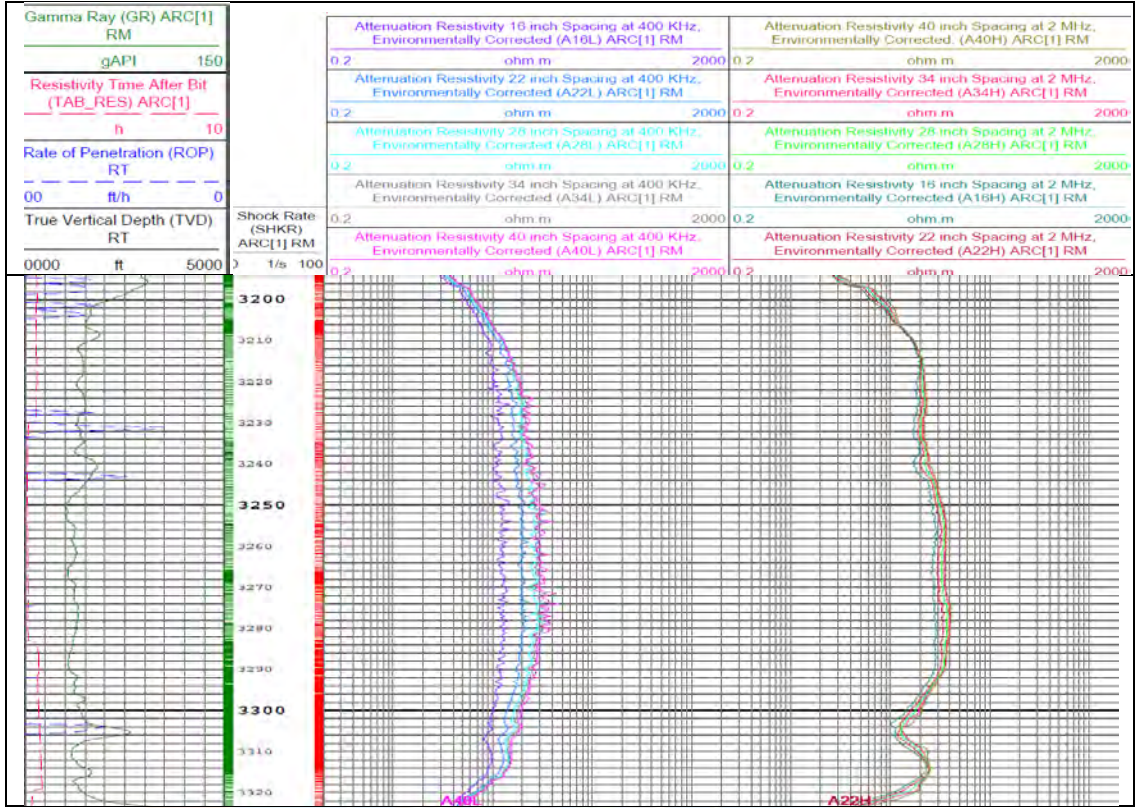 Gamma Ray (GR) ARC[1]
RM
gAPI 150
Resistivity Time After Bit
(TAB_RES) ARC[1]
h 10
Rate of Penetration (ROP)
RT
00 ft/h 0
True Vertical Depth (TVD)
RT
0000 ft 5000
Shock Rate
(SHKR)
ARC[1] RM
0 1/s 100
Attenuation Resistivity 16 inch Spacing at 400 KHz,
Environmentally Corrected (A16L) ARC[1] RM
0.2 ohm.m 2000
Attenuation Resistivity 22 inch Spacing at 400 KHz,
Environmentally Corrected (A22L) ARC[1] RM
0.2 ohm.m 2000
Attenuation Resistivity 28 inch Spacing at 400 KHz,
Environmentally Corrected (A28L) ARC[1] RM
0.2 ohm.m 2000
Attenuation Resistivity 34 inch Spacing at 400 KHz,
Environmentally Corrected (A34L) ARC[1] RM
0.2 ohm.m 2000
Attenuation Resistivity 40 inch Spacing at 400 KHz,
Environmentally Corrected (A40L) ARC[1] RM
0.2 ohm.m 2000
Attenuation Resistivity 40 inch Spacing at 2 MHz,
Environmentally Corrected. (A40H) ARC[1] RM
0.2 ohm.m 2000
Attenuation Resistivity 34 inch Spacing at 2 MHz,
Environmentally Corrected (A34H) ARC[1] RM
0.2 ohm.m 2000
Attenuation Resistivity 28 inch Spacing at 2 MHz,
Environmentally Corrected (A28H) ARC[1] RM
0.2 ohm.m 2000
Attenuation Resistivity 16 inch Spacing at 2 MHz,
Environmentally Corrected (A16H) ARC[1] RM
0.2 ohm.m 2000
Attenuation Resistivity 22 inch Spacing at 2 MHz,
Environmentally Corrected (A22H) ARC[1] RM
0.2 ohm.m 2000
3200
3210
3220
3230
3240
3250
3260
3270
3280
3290
3300
3310
3320
A40L
A22H